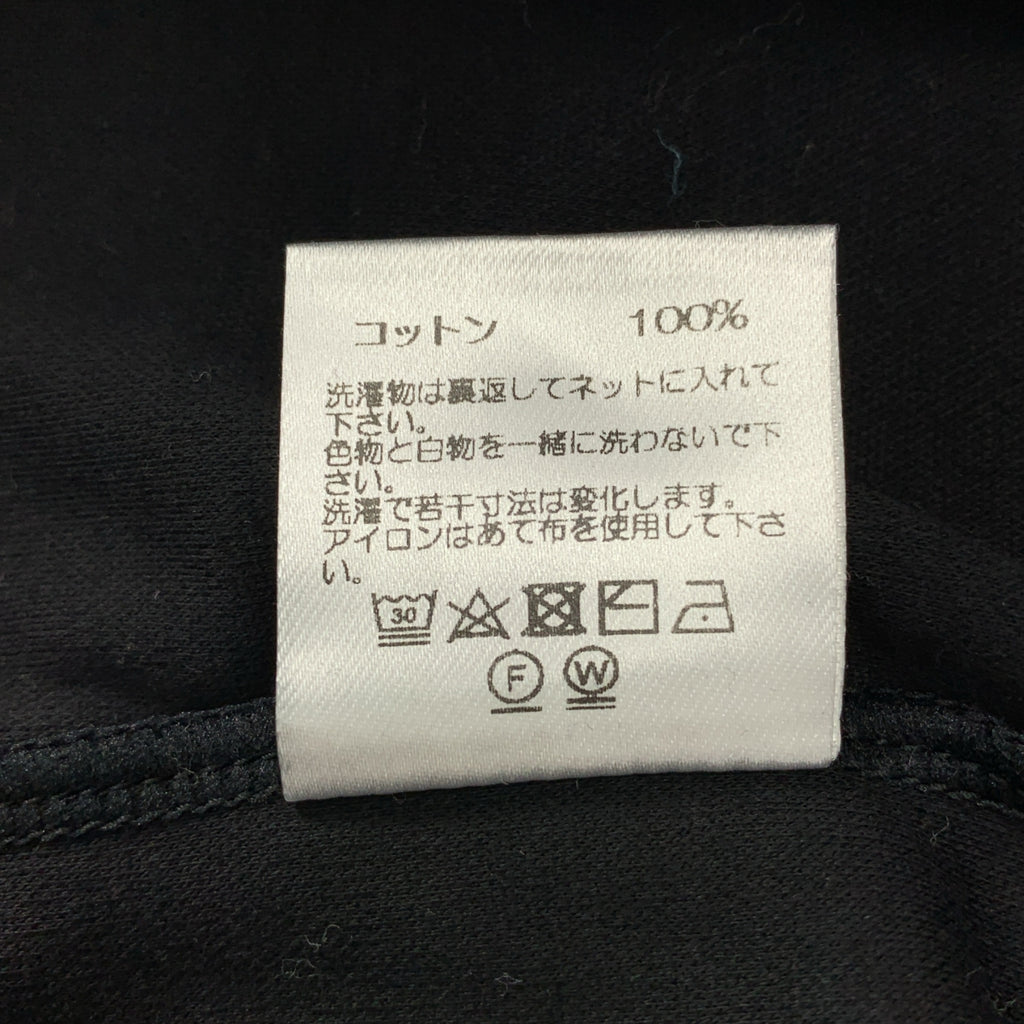 コットン 100%
洗濯物は裏返してネットに入れて
下さい。
色物と白物を一緒に洗わないで下
さい。
洗濯で若干寸法は変化します。
アイロンはあて布を使用して下さ
い。
30
F W